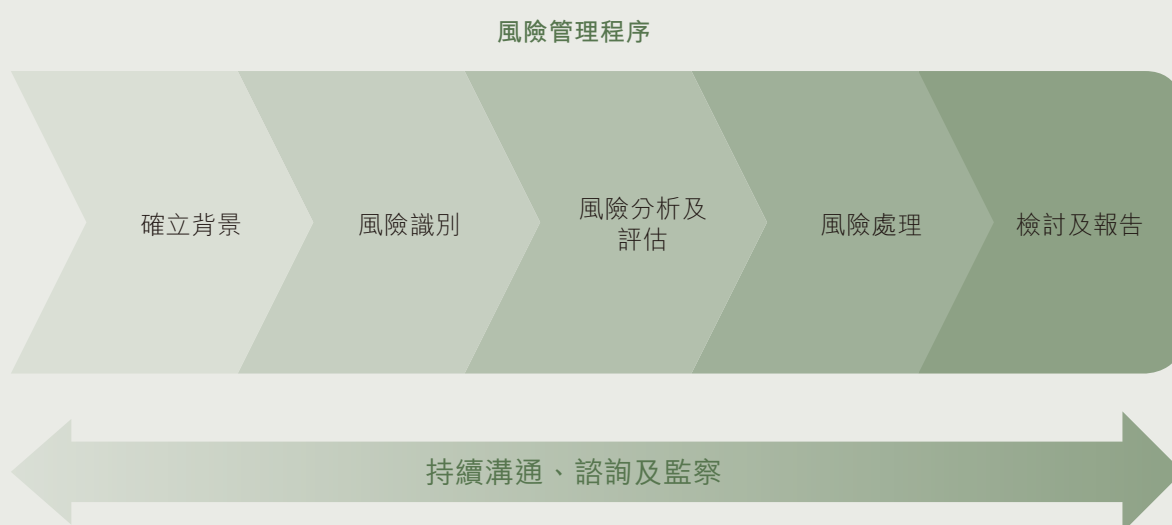 風險管理程序
確立背景
風險識別
風險分析及
評估
風險處理
檢討及報告
持續溝通、諮詢及監察